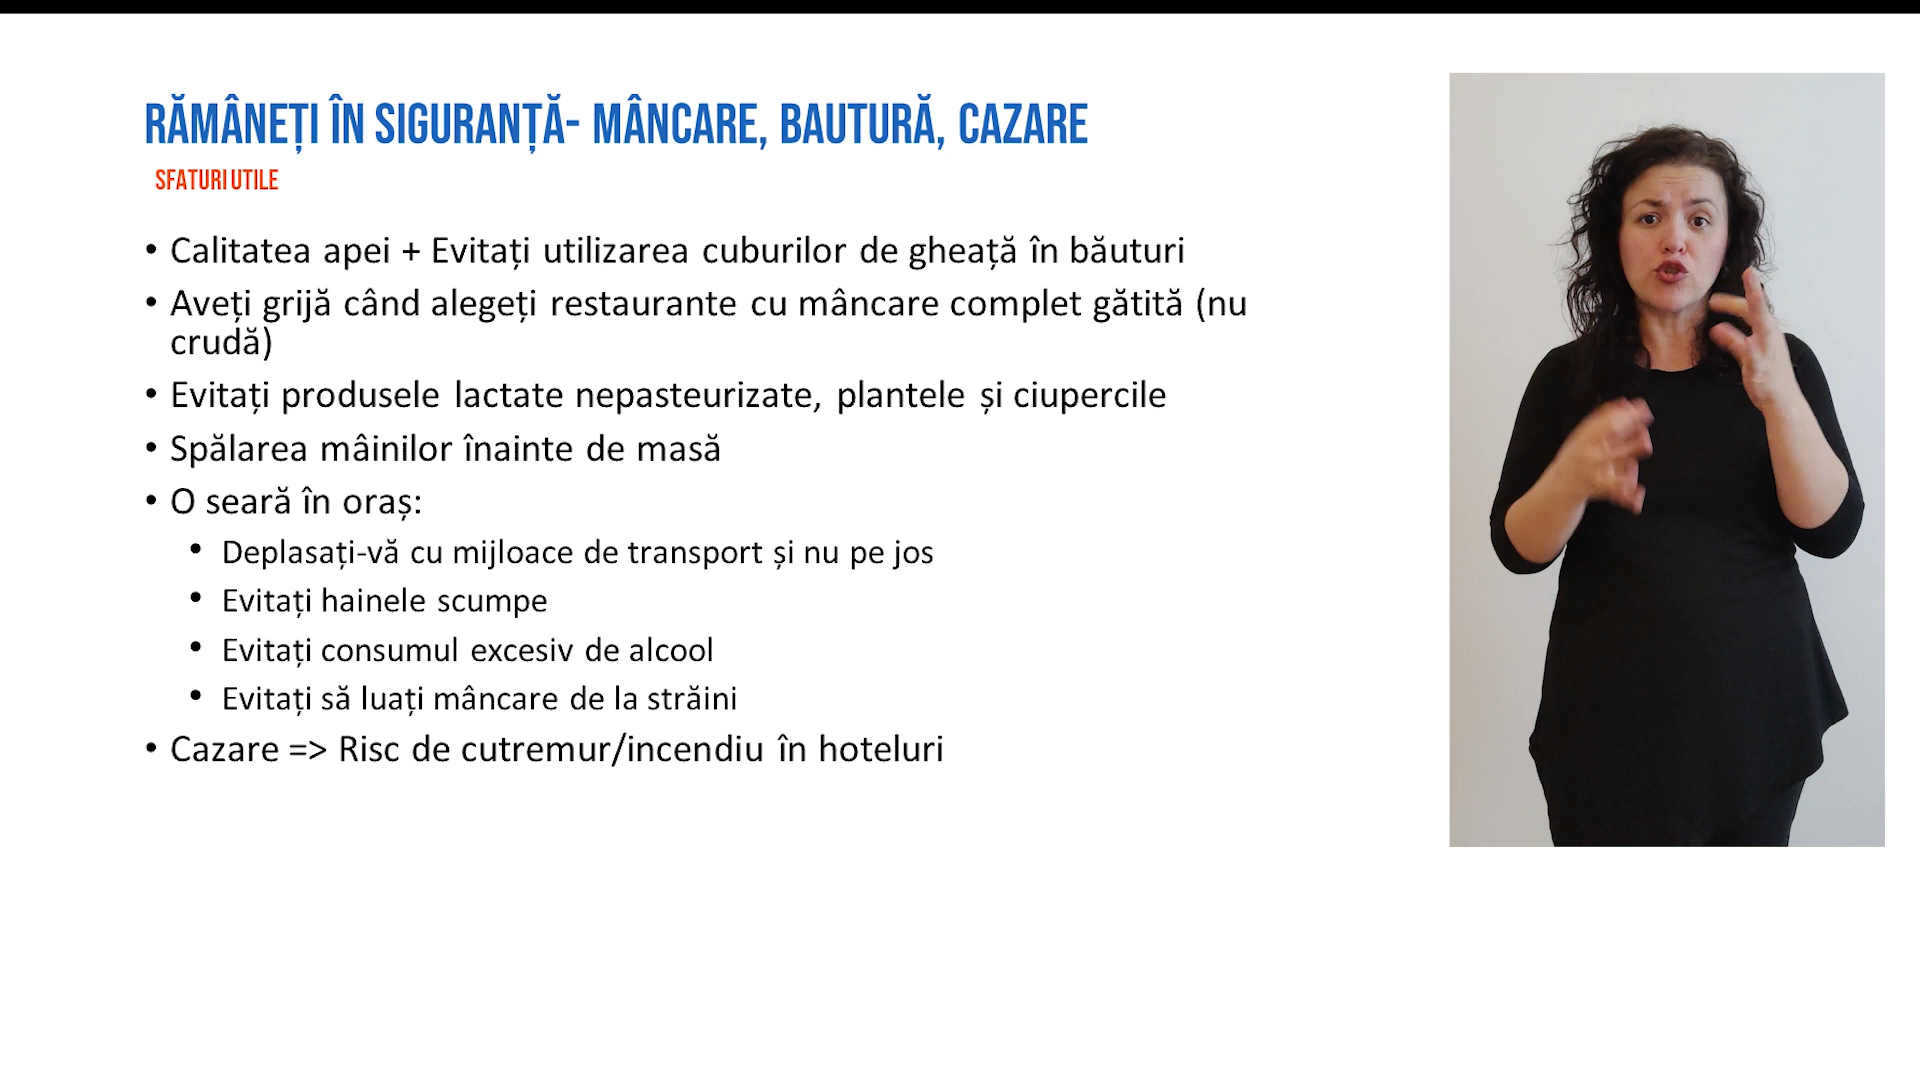 RĂMÂNEȚI ÎN SIGURANȚĂ- MÂNCARE, BAUTURĂ, CAZARE
SFATURI UTILE
• Calitatea apei + Evitați utilizarea cuburilor de gheață în băuturi
• Aveți grijă când alegeți restaurante cu mâncare complet gătită (nu
crudă)
• Evitați produsele lactate nepasteurizate, plantele și ciupercile
• Spălarea mâinilor înainte de masă
• O seară în oraș:
• Deplasați-vă cu mijloace de transport și nu pe jos
• Evitați hainele scumpe
• Evitați consumul excesiv de alcool
• Evitați să luați mâncare de la străini
• Cazare => Risc de cutremur/incendiu în hoteluri